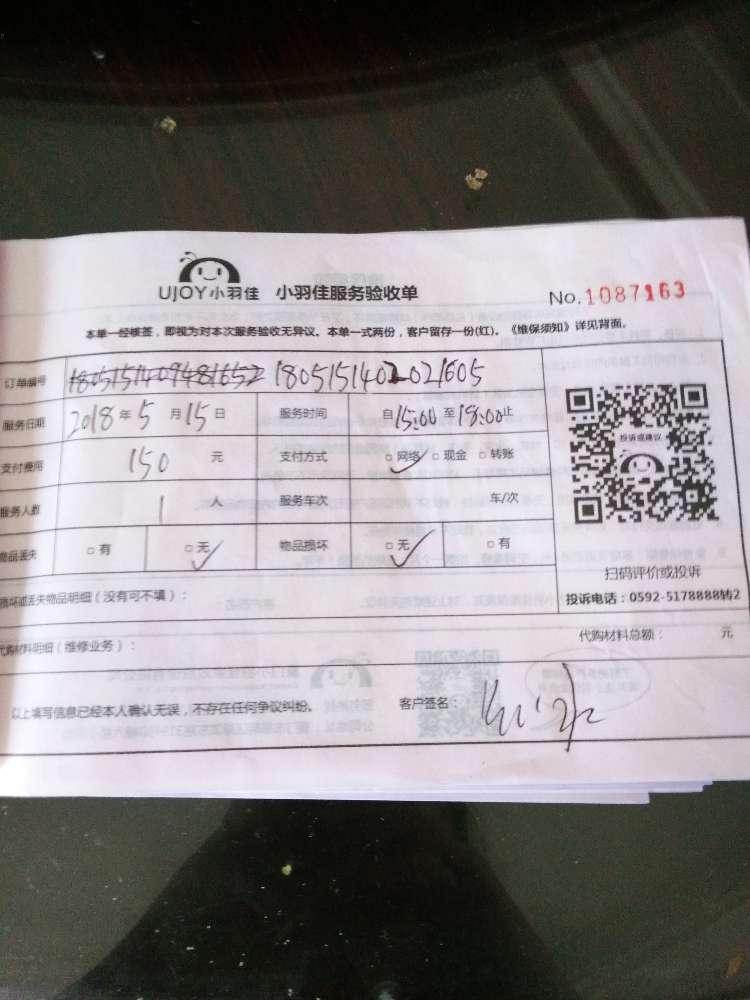 UJOY小羽佳 小羽佳服务验收单
No.1087163
本单一经核签，即视为对本次服务验收无异议。本单一式两份，客户留存一份(红)。《维保须知》详见背面。
订单编号 180515140202​1605
服务日期 2018年5月15日 服务时间 自15:00至18:00止
支付费用 150 元 支付方式 □网络 □现金 □转账
服务人数 1 人 服务车次 车/次
物品丢失 □有 □无 物品损坏 □无 □有
投诉或建议
扫码评价或投诉
投诉电话：0592-5178888转2
损坏或丢失物品明细（没有可不填）：
代购材料明细（维修业务）： 代购材料总额： 元
以上填写信息已经本人确认无误，不存在任何争议纠纷。 客户签名：